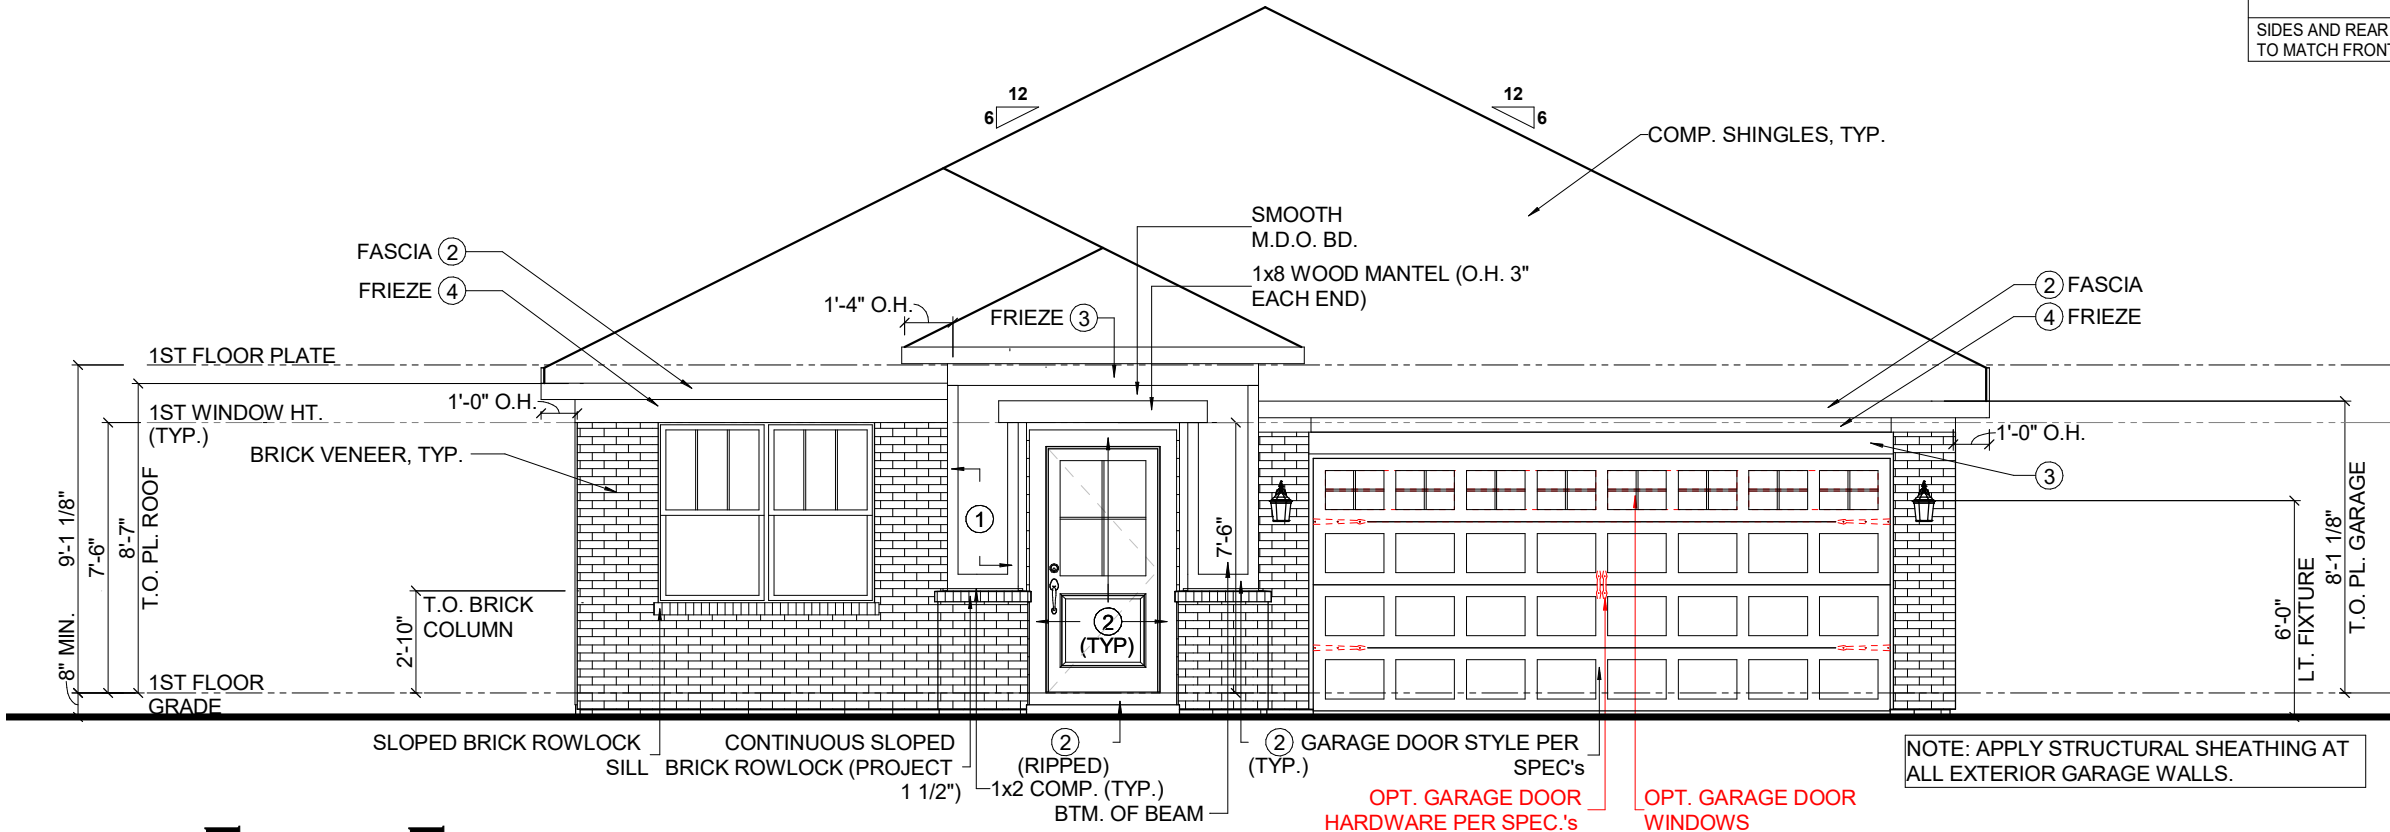 SIDES AND REAR
TO MATCH FRONT
12
6
12
6
COMP. SHINGLES, TYP.
SMOOTH
M.D.O. BD.
1x8 WOOD MANTEL (O.H. 3"
EACH END)
FASCIA 2
FRIEZE 4
1'-4" O.H.
FRIEZE 3
2 FASCIA
4 FRIEZE
1ST FLOOR PLATE
1'-0" O.H.
1ST WINDOW HT.
(TYP.)
BRICK VENEER, TYP.
1'-0" O.H.
3
9'-1 1/8"
7'-6"
8'-7"
T.O. PL. ROOF
1
7'-6"
2
(TYP)
T.O. BRICK
COLUMN
2'-10"
8" MIN.
1ST FLOOR
GRADE
6'-0"
LT. FIXTURE
8'-1 1/8"
T.O. PL. GARAGE
SLOPED BRICK ROWLOCK
SILL
CONTINUOUS SLOPED
BRICK ROWLOCK (PROJECT
1 1/2")
2
(RIPPED)
1x2 COMP. (TYP.)
BTM. OF BEAM
2
(TYP.)
GARAGE DOOR STYLE PER
SPEC's
OPT. GARAGE DOOR
HARDWARE PER SPEC.'s
OPT. GARAGE DOOR
WINDOWS
NOTE: APPLY STRUCTURAL SHEATHING AT
ALL EXTERIOR GARAGE WALLS.